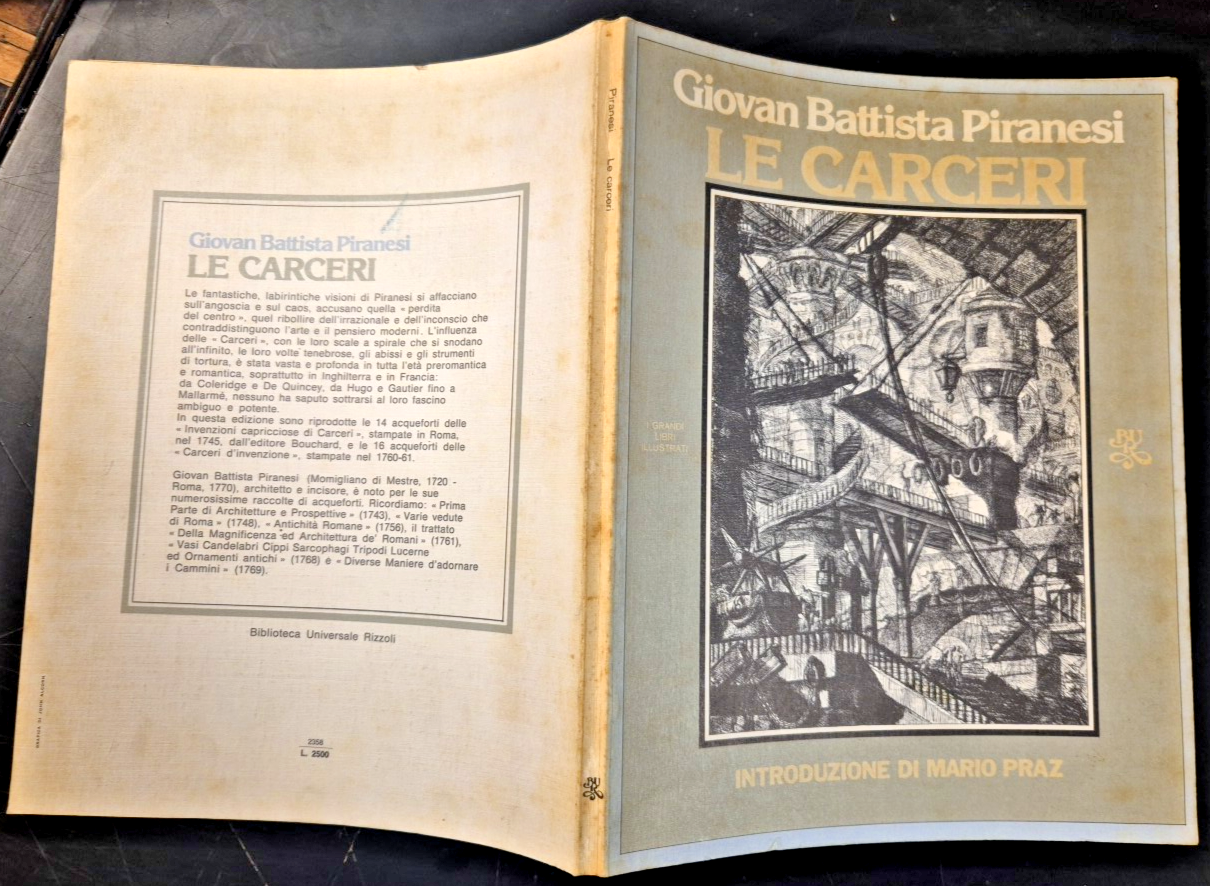 Giovan Battista Piranesi
LE CARCERI
Le fantastiche, labirintiche visioni di Piranesi si affacciano
sull'angoscia e sul caos, accusano quella « perdita
del centro », quel ribollire dell'irrazionale e dell'inconscio che
contraddistinguono l'arte e il pensiero moderni. L'influenza
delle « Carceri », con le loro scale a spirale che si snodano
all'infinito, le loro volte tenebrose, gli abissi e gli strumenti
di tortura, è stata vasta e profonda in tutta l'età preromantica
e romantica, soprattutto in Inghilterra e in Francia:
da Coleridge e De Quincey, da Hugo e Gautier fino a
Mallarmé, nessuno ha saputo sottrarsi al loro fascino
ambiguo e potente.
In questa edizione sono riprodotte le 14 acqueforti delle
« Invenzioni capricciose di Carceri », stampate in Roma,
nel 1745, dall'editore Bouchard, e le 16 acqueforti delle
« Carceri d'invenzione », stampate nel 1760-61.
Giovan Battista Piranesi (Momigliano di Mestre, 1720 -
Roma, 1770), architetto e incisore, è noto per le sue
numerosissime raccolte di acqueforti. Ricordiamo: « Prima
Parte di Architetture e Prospettive » (1743), « Varie vedute
di Roma » (1748), « Antichità Romane » (1756), il trattato
« Della Magnificenza ed Architettura de' Romani » (1761),
« Vasi Candelabri Cippi Sarcophagi Tripodi Lucerne
ed Ornamenti antichi » (1768) e « Diverse Maniere d'adornare
i Cammini » (1769).
Biblioteca Universale Rizzoli
GRAFICA DI JOHN ALCORN
2358
L. 2500
Piranesi Le carceri
BUR
Giovan Battista Piranesi
LE CARCERI
I GRANDI
LIBRI
ILLUSTRATI
BUR
INTRODUZIONE DI MARIO PRAZ